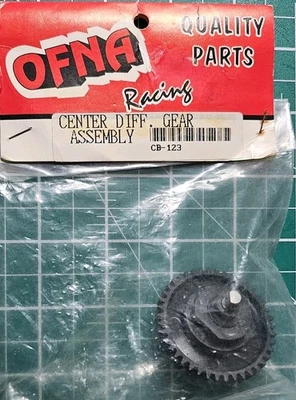 OFNA
QUALITY
PARTS
Racing
CENTER DIFF. GEAR
ASSEMBLY
CB-123